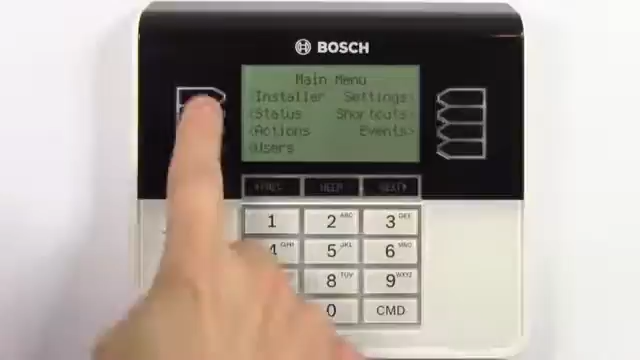 BOSCH
Main Menu
<Installer Settings>
<Status Shortcuts>
<Actions Events>
<Users
<PREV HELP NEXT>
1 2 ABC 3 DEF
4 GHI 5 JKL 6 MNO
8 TUV 9 WXYZ
0 CMD